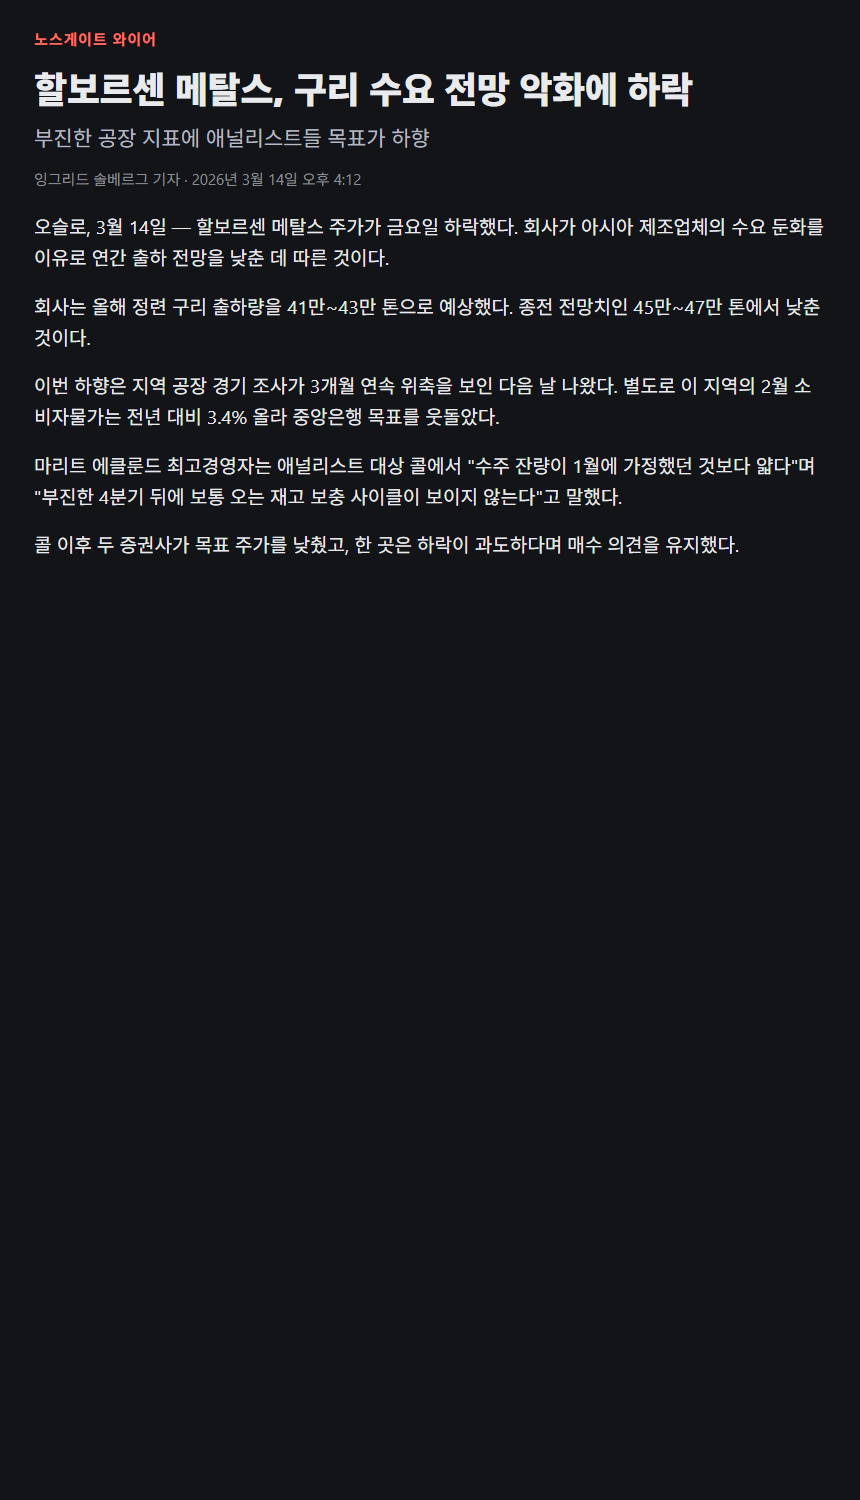 노스게이트 와이어
할보르센 메탈스, 구리 수요 전망 악화에 하락
부진한 공장 지표에 애널리스트들 목표가 하향
잉그리드 솔베르그 기자 · 2026년 3월 14일 오후 4:12
오슬로, 3월 14일 — 할보르센 메탈스 주가가 금요일 하락했다. 회사가 아시아 제조업체의 수요 둔화를
이유로 연간 출하 전망을 낮춘 데 따른 것이다.
회사는 올해 정련 구리 출하량을 41만~43만 톤으로 예상했다. 종전 전망치인 45만~47만 톤에서 낮춘
것이다.
이번 하향은 지역 공장 경기 조사가 3개월 연속 위축을 보인 다음 날 나왔다. 별도로 이 지역의 2월 소
비자물가는 전년 대비 3.4% 올라 중앙은행 목표를 웃돌았다.
마리트 에클룬드 최고경영자는 애널리스트 대상 콜에서 "수주 잔량이 1월에 가정했던 것보다 얇다"며
"부진한 4분기 뒤에 보통 오는 재고 보충 사이클이 보이지 않는다"고 말했다.
콜 이후 두 증권사가 목표 주가를 낮췄고, 한 곳은 하락이 과도하다며 매수 의견을 유지했다.